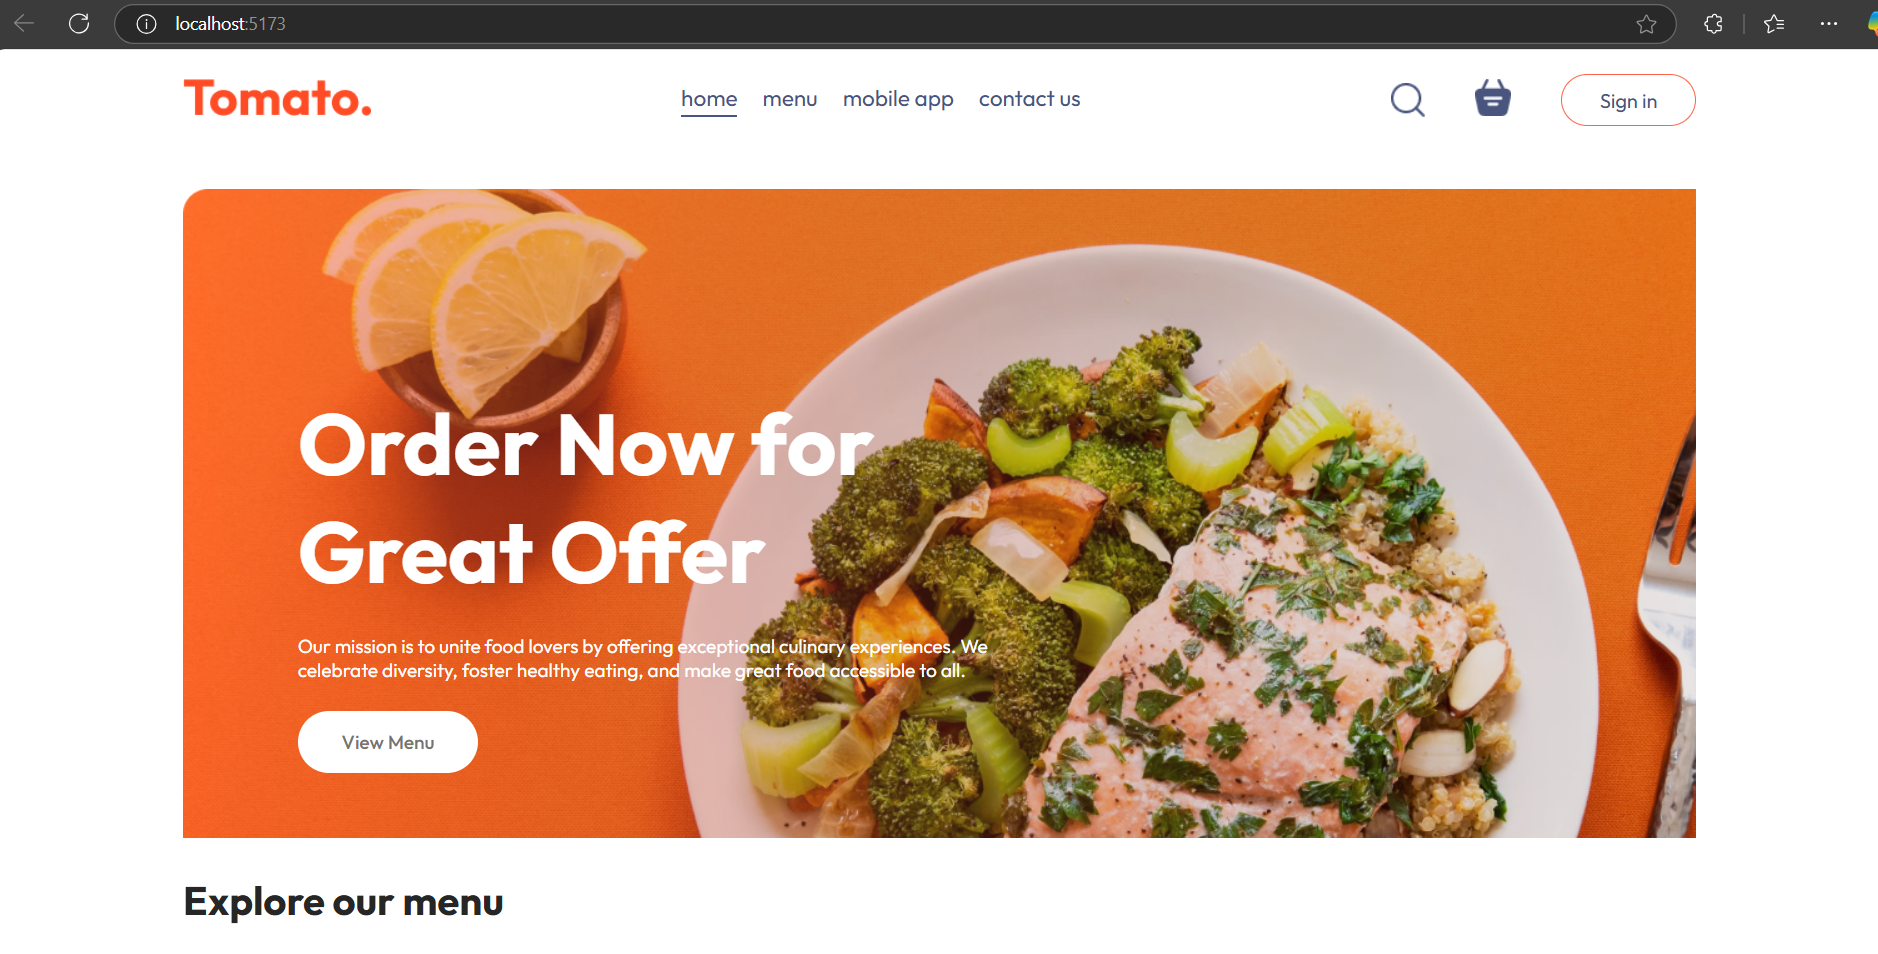 localhost:5173
Tomato.
home menu mobile app contact us
Sign in
Order Now for
Great Offer
Our mission is to unite food lovers by offering exceptional culinary experiences. We
celebrate diversity, foster healthy eating, and make great food accessible to all.
View Menu
Explore our menu